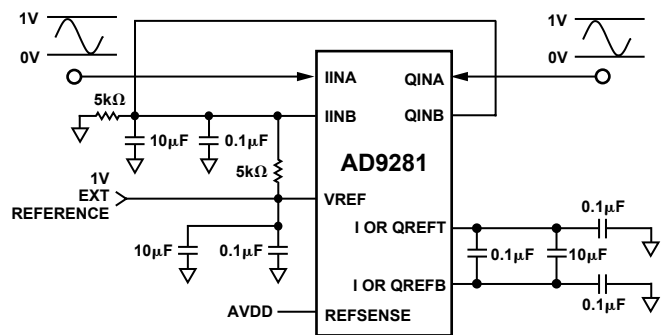 1V
0V
1V
0V
IINA
QINA
5kΩ
IINB
QINB
10µF
0.1µF
AD9281
5kΩ
1V
EXT
REFERENCE
VREF
I OR QREFT
0.1µF
10µF
0.1µF
0.1µF
10µF
I OR QREFB
0.1µF
AVDD
REFSENSE